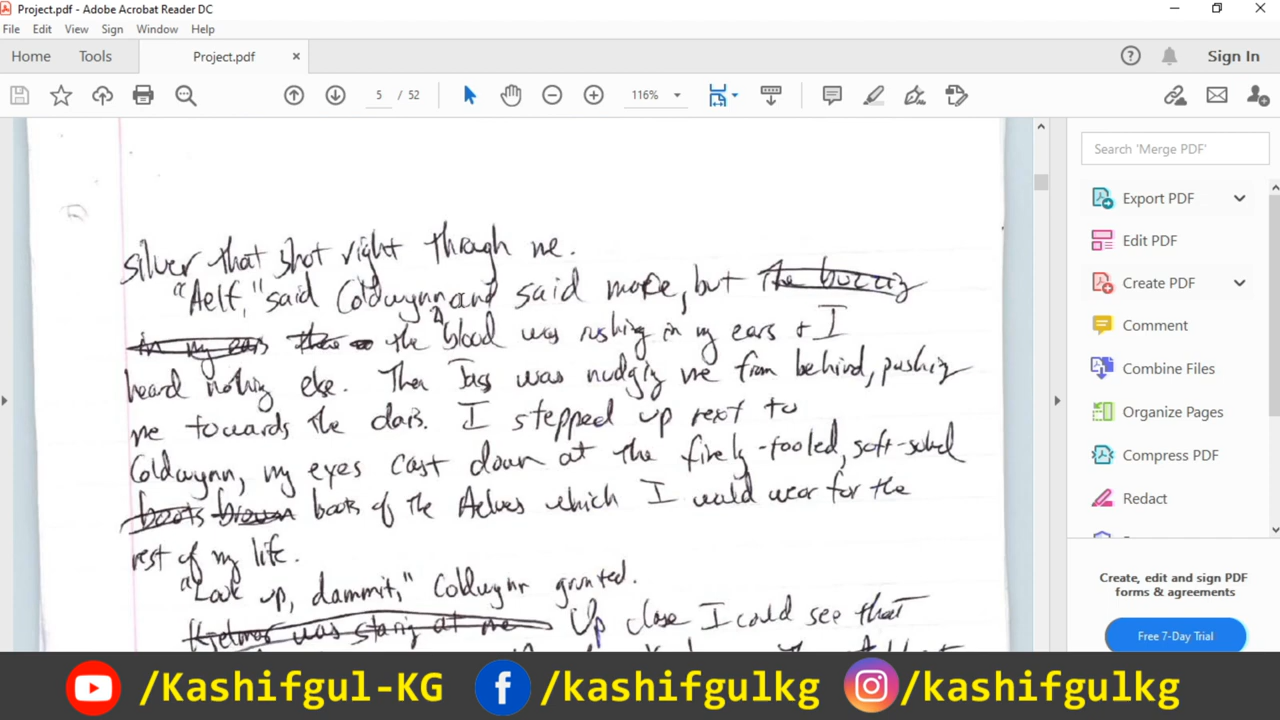 Project.pdf - Adobe Acrobat Reader DC
File Edit View Sign Window Help
Home Tools Project.pdf × Sign In
5 / 52 116%
Search 'Merge PDF'
Export PDF
Edit PDF
Create PDF
Comment
Combine Files
Organize Pages
Compress PDF
Redact
Create, edit and sign PDF
forms & agreements
Free 7-Day Trial
silver that shot right through me.
"Aelf," said Coldwynn, and said more, but the buzzing
in my ears the blood was rushing in my ears + I
heard nothing else. Then Jass was nudging me from behind, pushing
me towards the dais. I stepped up next to
Coldwynn, my eyes cast down at the finely-tooled, soft-soled
boots brown boots of the Aelves which I would wear for the
rest of my life.
"Look up, dammit," Coldwynn grunted.
Kjelmar was staring at me Up close I could see that
/Kashifgul-KG /kashifgulkg /kashifgulkg